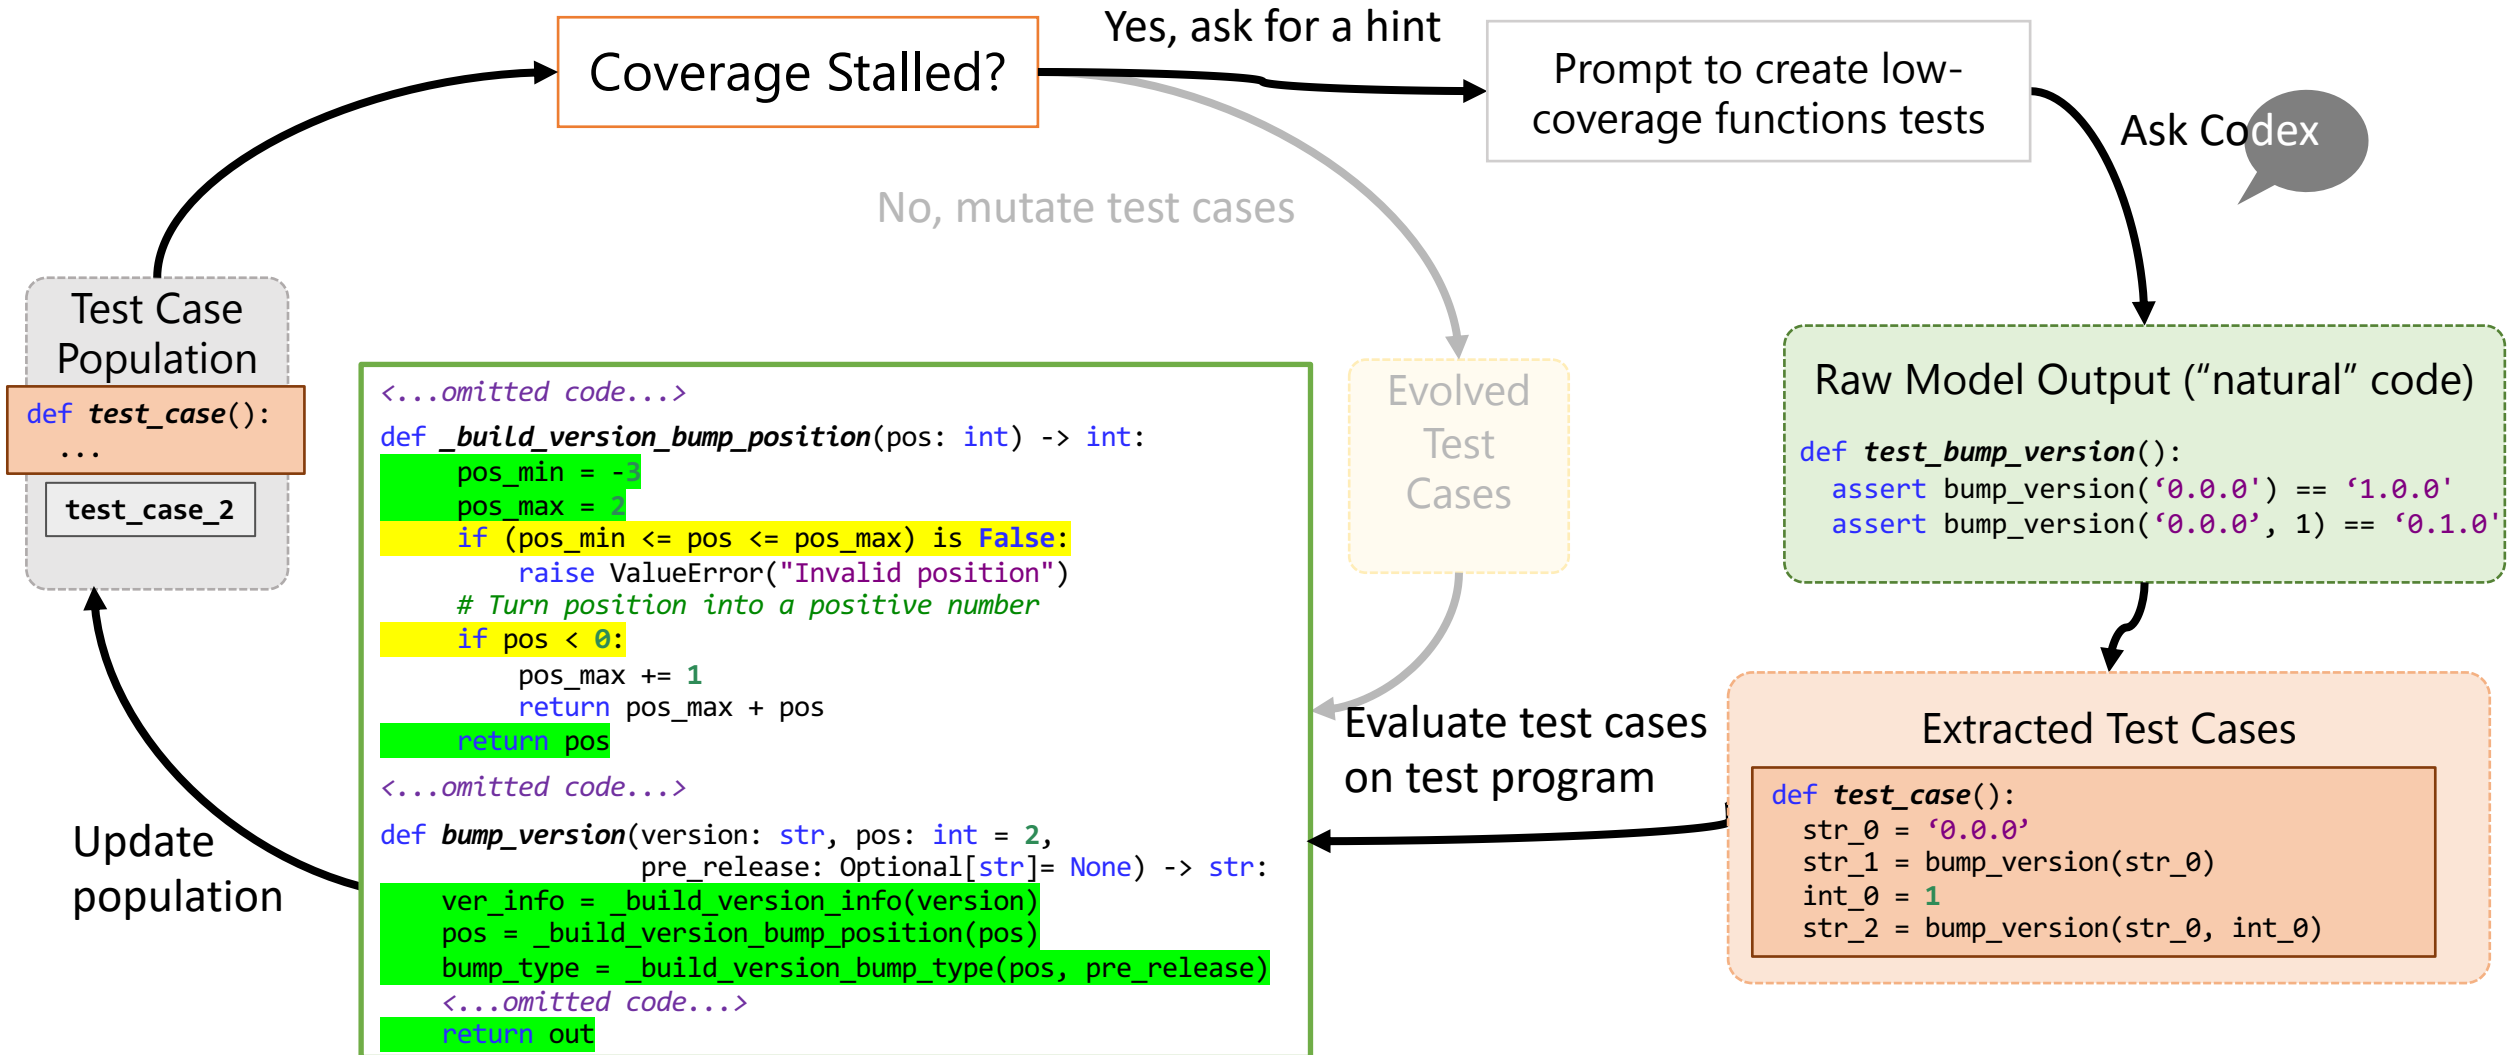 Coverage Stalled?
Yes, ask for a hint
No, mutate test cases
Prompt to create low-
coverage functions tests
Ask Codex
Raw Model Output (“natural” code)
def test_bump_version():
  assert bump_version(‘0.0.0') == ‘1.0.0'
  assert bump_version(‘0.0.0’, 1) == ‘0.1.0'
Extracted Test Cases
def test_case():
  str_0 = ‘0.0.0’
  str_1 = bump_version(str_0)
  int_0 = 1
  str_2 = bump_version(str_0, int_0)
Evolved
Test
Cases
Evaluate test cases
on test program
<...omitted code...>
def _build_version_bump_position(pos: int) -> int:
     pos_min = -3
     pos_max = 2
     if (pos_min <= pos <= pos_max) is False:
         raise ValueError("Invalid position")
     # Turn position into a positive number
     if pos < 0:
         pos_max += 1
         return pos_max + pos
     return pos
<...omitted code...>
def bump_version(version: str, pos: int = 2,
                 pre_release: Optional[str]= None) -> str:
    ver_info = _build_version_info(version)
    pos = _build_version_bump_position(pos)
    bump_type = _build_version_bump_type(pos, pre_release)
    <...omitted code...>
    return out
Update
population
Test Case
Population
def test_case():
  ...
test_case_2